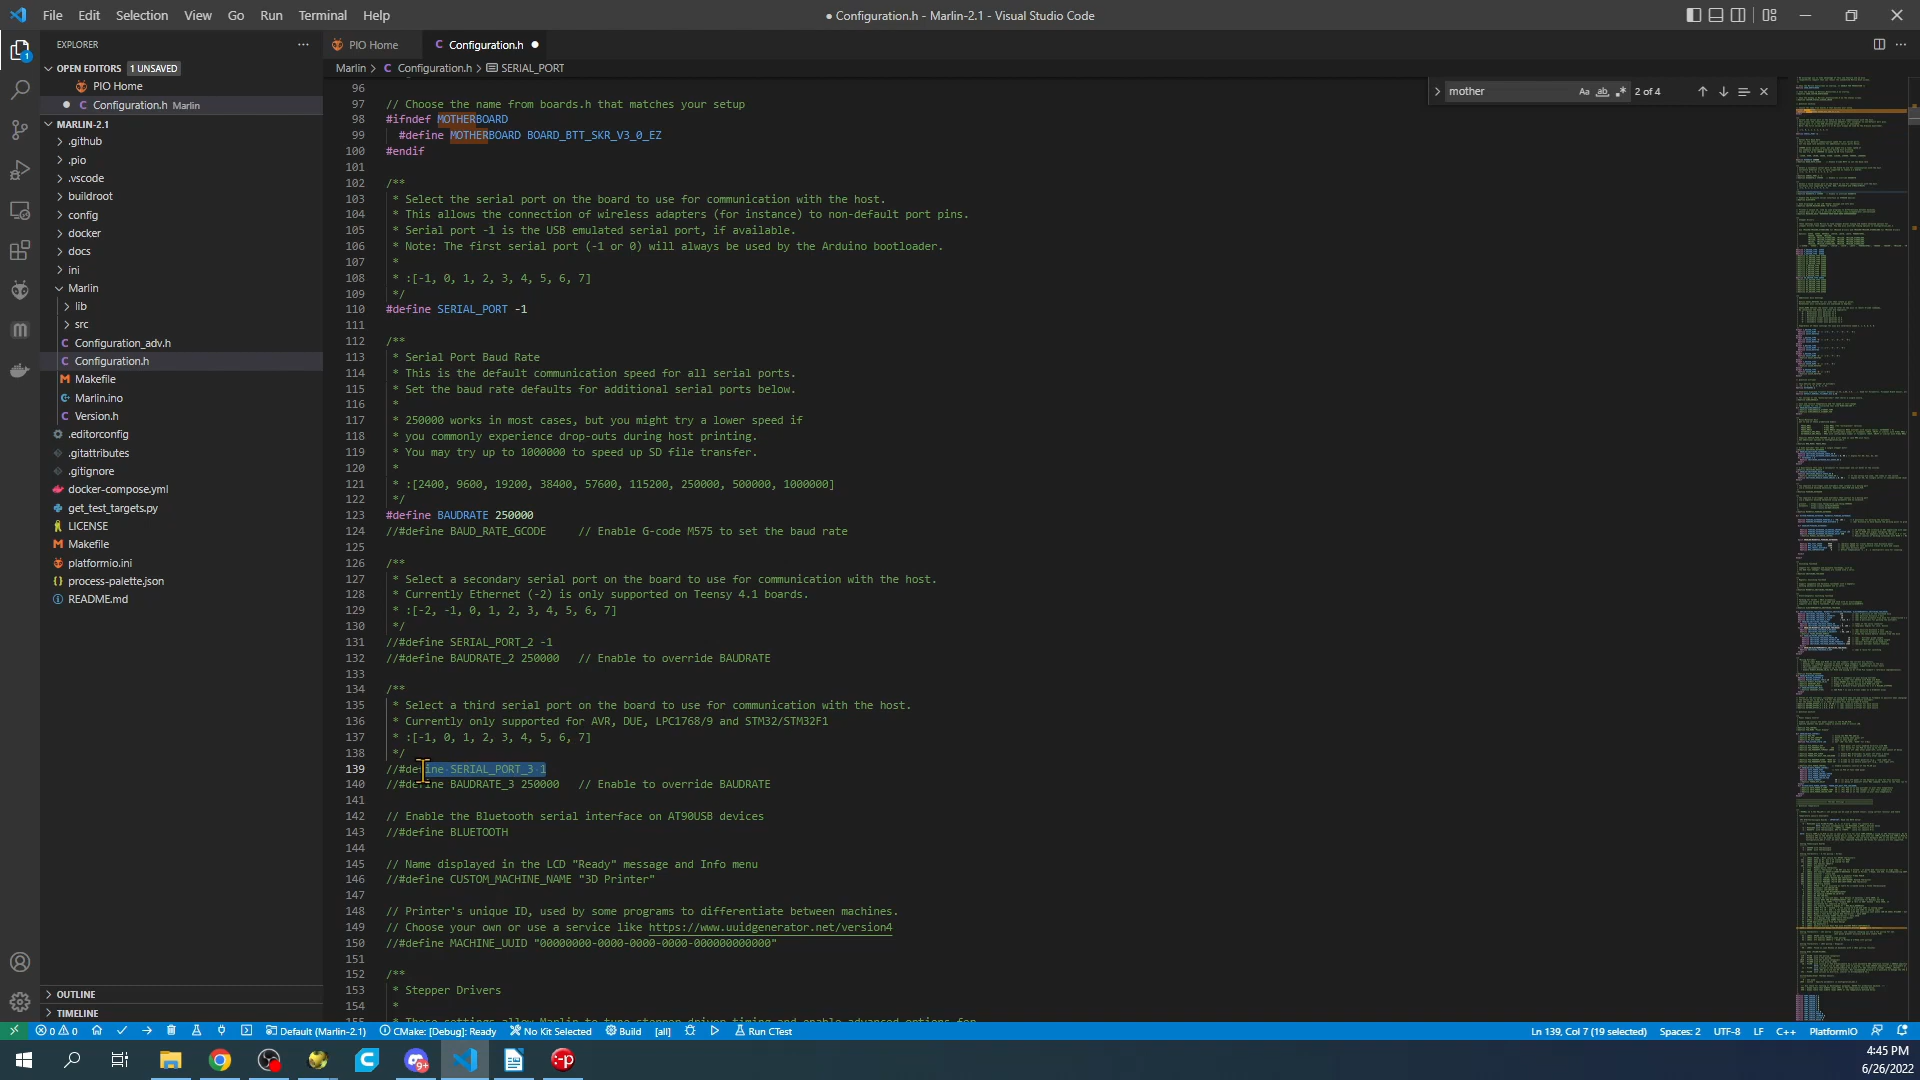 File Edit Selection View Go Run Terminal Help
● Configuration.h - Marlin-2.1 - Visual Studio Code
EXPLORER
OPEN EDITORS 1 UNSAVED
PIO Home
Configuration.h Marlin
MARLIN-2.1
.github
.pio
.vscode
buildroot
config
docker
docs
ini
Marlin
lib
src
Configuration_adv.h
Configuration.h
Makefile
Marlin.ino
Version.h
.editorconfig
.gitattributes
.gitignore
docker-compose.yml
get_test_targets.py
LICENSE
Makefile
platformio.ini
process-palette.json
README.md
OUTLINE
TIMELINE
PIO Home
Configuration.h
Marlin > C Configuration.h > SERIAL_PORT
mother Aa ab 2 of 4
96
97 // Choose the name from boards.h that matches your setup
98 #ifndef MOTHERBOARD
99 #define MOTHERBOARD BOARD_BTT_SKR_V3_0_EZ
100 #endif
101
102 /**
103 * Select the serial port on the board to use for communication with the host.
104 * This allows the connection of wireless adapters (for instance) to non-default port pins.
105 * Serial port -1 is the USB emulated serial port, if available.
106 * Note: The first serial port (-1 or 0) will always be used by the Arduino bootloader.
107 *
108 * :[-1, 0, 1, 2, 3, 4, 5, 6, 7]
109 */
110 #define SERIAL_PORT -1
111
112 /**
113 * Serial Port Baud Rate
114 * This is the default communication speed for all serial ports.
115 * Set the baud rate defaults for additional serial ports below.
116 *
117 * 250000 works in most cases, but you might try a lower speed if
118 * you commonly experience drop-outs during host printing.
119 * You may try up to 1000000 to speed up SD file transfer.
120 *
121 * :[2400, 9600, 19200, 38400, 57600, 115200, 250000, 500000, 1000000]
122 */
123 #define BAUDRATE 250000
124 //#define BAUD_RATE_GCODE // Enable G-code M575 to set the baud rate
125
126 /**
127 * Select a secondary serial port on the board to use for communication with the host.
128 * Currently Ethernet (-2) is only supported on Teensy 4.1 boards.
129 * :[-2, -1, 0, 1, 2, 3, 4, 5, 6, 7]
130 */
131 //#define SERIAL_PORT_2 -1
132 //#define BAUDRATE_2 250000 // Enable to override BAUDRATE
133
134 /**
135 * Select a third serial port on the board to use for communication with the host.
136 * Currently only supported for AVR, DUE, LPC1768/9 and STM32/STM32F1
137 * :[-1, 0, 1, 2, 3, 4, 5, 6, 7]
138 */
139 //#define SERIAL_PORT_3 1
140 //#define BAUDRATE_3 250000 // Enable to override BAUDRATE
141
142 // Enable the Bluetooth serial interface on AT90USB devices
143 //#define BLUETOOTH
144
145 // Name displayed in the LCD "Ready" message and Info menu
146 //#define CUSTOM_MACHINE_NAME "3D Printer"
147
148 // Printer's unique ID, used by some programs to differentiate between machines.
149 // Choose your own or use a service like https://www.uuidgenerator.net/version4
150 //#define MACHINE_UUID "00000000-0000-0000-0000-000000000000"
151
152 /**
153 * Stepper Drivers
154 *
155 * These settings allow Marlin to tune stepper driver timing and enable advanced options for
0 0 Default (Marlin-2.1) CMake: [Debug]: Ready No Kit Selected Build [all] Run CTest
Ln 139, Col 7 (19 selected) Spaces: 2 UTF-8 LF C++ PlatformIO
4:45 PM
6/26/2022